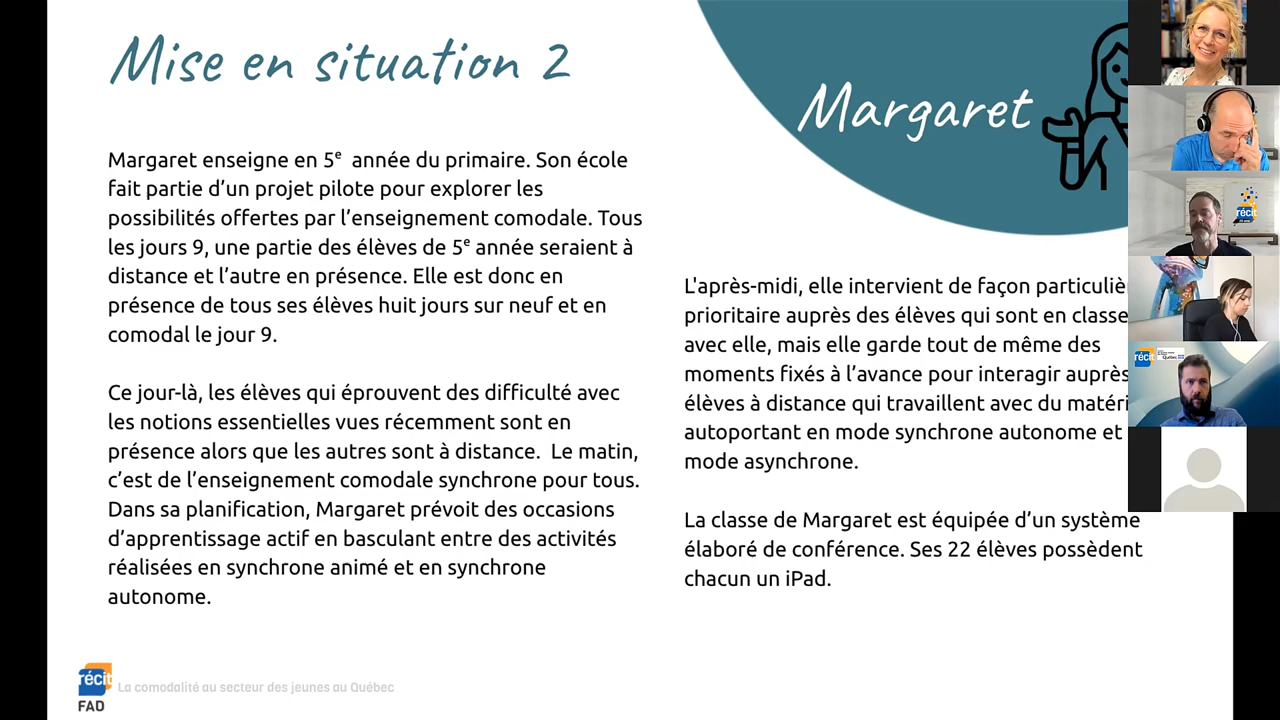 Mise en situation 2
Margaret
Margaret enseigne en 5e année du primaire. Son école
fait partie d’un projet pilote pour explorer les
possibilités offertes par l’enseignement comodale. Tous
les jours 9, une partie des élèves de 5e année seraient à
distance et l’autre en présence. Elle est donc en
présence de tous ses élèves huit jours sur neuf et en
comodal le jour 9.
Ce jour-là, les élèves qui éprouvent des difficulté avec
les notions essentielles vues récemment sont en
présence alors que les autres sont à distance. Le matin,
c’est de l’enseignement comodale synchrone pour tous.
Dans sa planification, Margaret prévoit des occasions
d’apprentissage actif en basculant entre des activités
réalisées en synchrone animé et en synchrone
autonome.
L'après-midi, elle intervient de façon
prioritaire auprès des élèves qui sont en classe
avec elle, mais elle garde tout de même des
moments fixés à l’avance pour interagir auprès
élèves à distance qui travaillent avec du
autoportant en mode synchrone autonome et
mode asynchrone.
La classe de Margaret est équipée d’un système
élaboré de conférence. Ses 22 élèves possèdent
chacun un iPad.
récit
FAD
La comodalité au secteur des jeunes au Québec
récit
récit
Québec